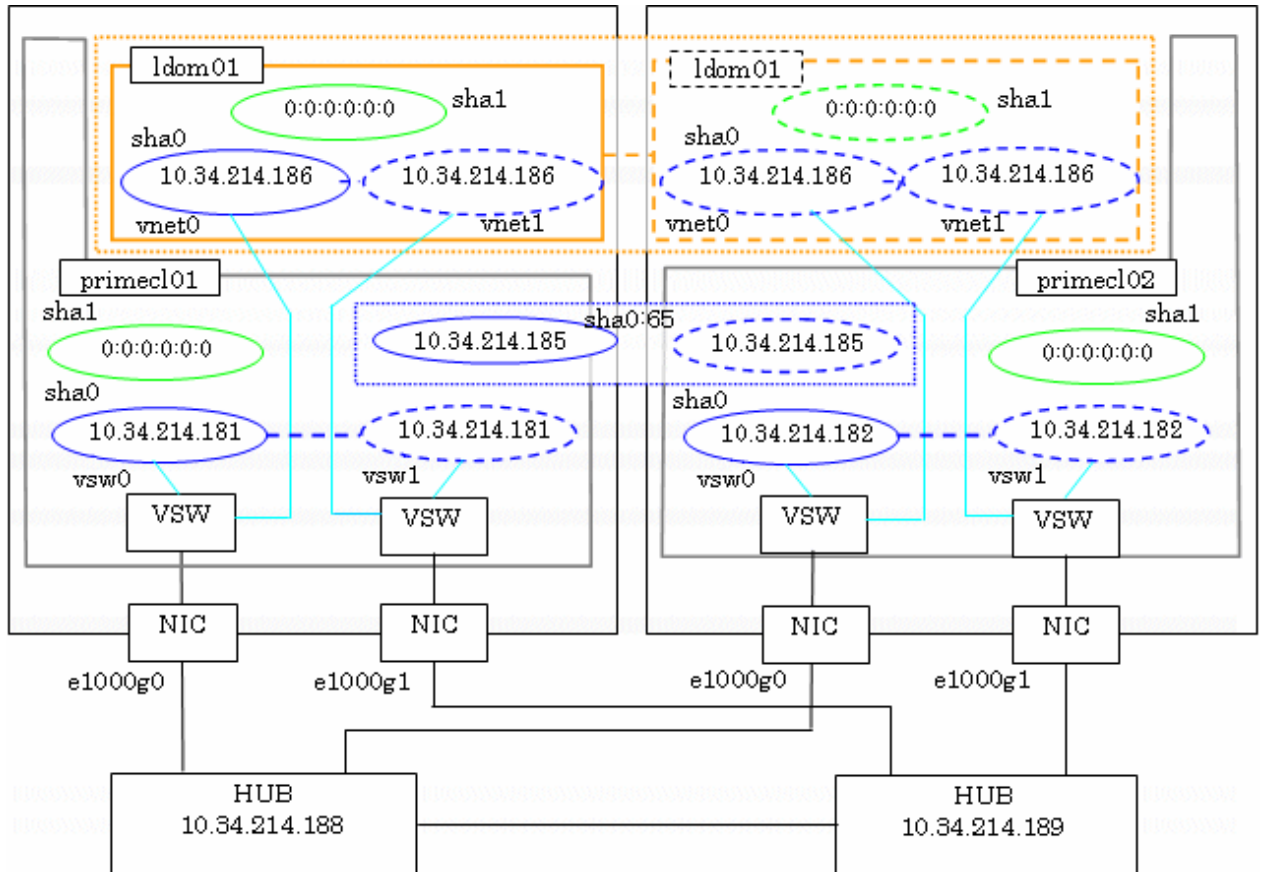 ldom01
ldom01
0:0:0:0:0:0
sha1
0:0:0:0:0:0
sha1
sha0
sha0
10.34.214.186
10.34.214.186
10.34.214.186
10.34.214.186
vnet0
vnet1
vnet0
vnet1
primecl01
primecl02
sha1
sha0:65
sha1
0:0:0:0:0:0
10.34.214.185
10.34.214.185
0:0:0:0:0:0
sha0
sha0
10.34.214.181
10.34.214.181
10.34.214.182
10.34.214.182
vsw0
vsw1
vsw0
vsw1
VSW
VSW
VSW
VSW
NIC
NIC
NIC
NIC
e1000g0
e1000g1
e1000g0
e1000g1
HUB
10.34.214.188
HUB
10.34.214.189